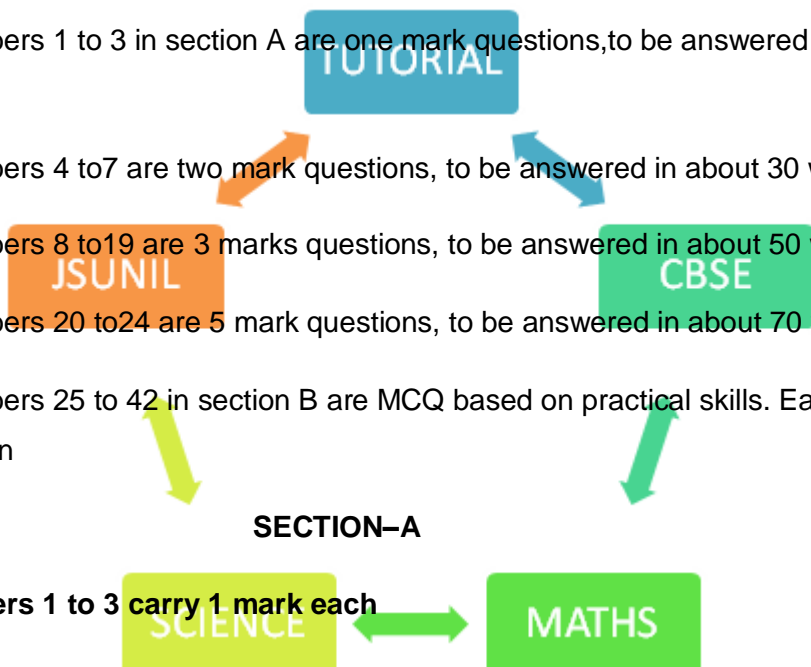 bers 1 to 3 in section A are one mark questions,to be answered
TUTORIAL
bers 4 to7 are two mark questions, to be answered in about 30
bers 8 to19 are 3 marks questions, to be answered in about 50
JSUNIL
CBSE
bers 20 to24 are 5 mark questions, to be answered in about 70
bers 25 to 42 in section B are MCQ based on practical skills. Ea
n
SECTION–A
ers 1 to 3 carry 1 mark each
SCIENCE
MATHS